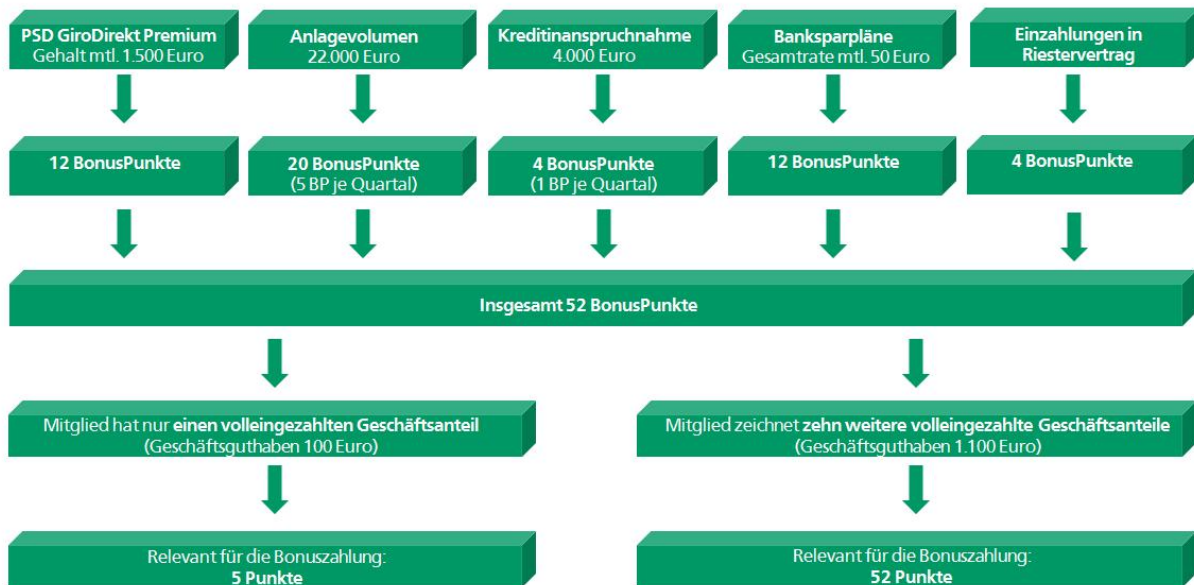 PSD GiroDirekt Premium
Gehalt mtl. 1.500 Euro
Anlagevolumen
22.000 Euro
Kreditinanspruchnahme
4.000 Euro
Banksparpläne
Gesamtrate mtl. 50 Euro
Einzahlungen in
Riestervertrag
12 BonusPunkte
20 BonusPunkte
(5 BP je Quartal)
4 BonusPunkte
(1 BP je Quartal)
12 BonusPunkte
4 BonusPunkte
Insgesamt 52 BonusPunkte
Mitglied hat nur einen volleingezahlten Geschäftsanteil
(Geschäftsguthaben 100 Euro)
Mitglied zeichnet zehn weitere volleingezahlte Geschäftsanteile
(Geschäftsguthaben 1.100 Euro)
Relevant für die Bonuszahlung:
5 Punkte
Relevant für die Bonuszahlung:
52 Punkte